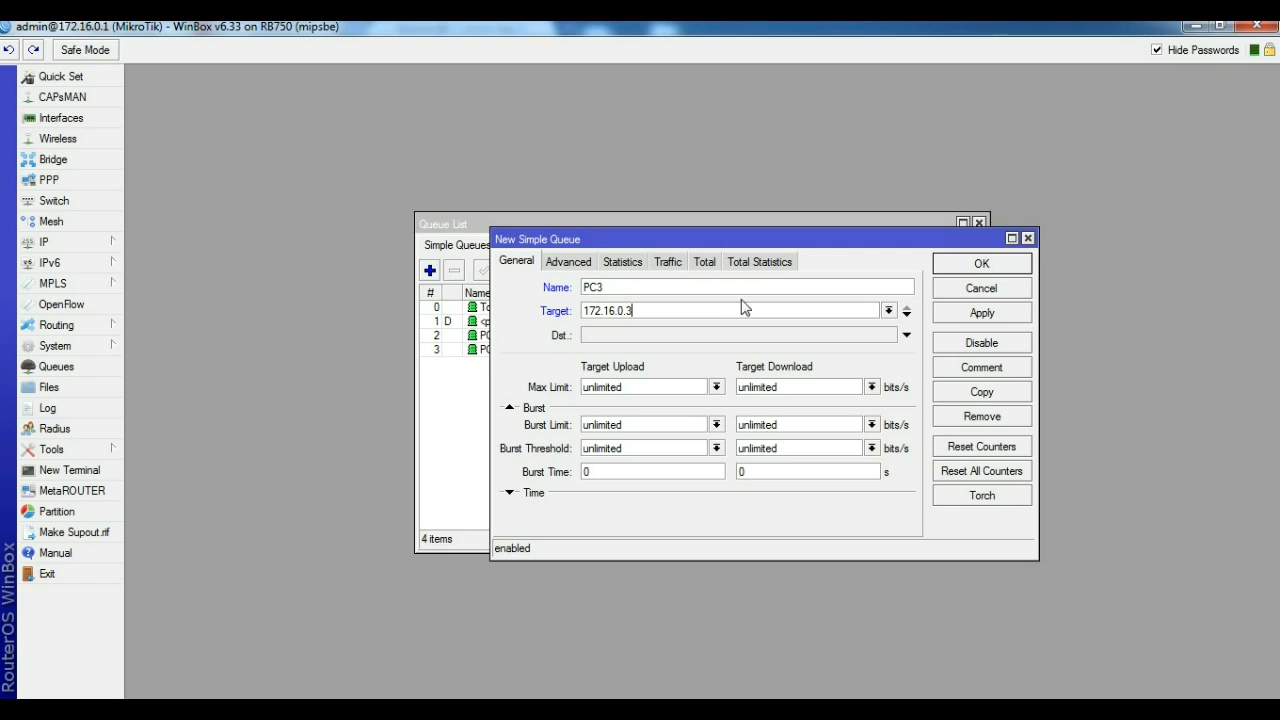 admin@172.16.0.1 (MikroTik) - WinBox v6.33 on RB750 (mipsbe)
Safe Mode
Hide Passwords
Quick Set
CAPsMAN
Interfaces
Wireless
Bridge
PPP
Switch
Mesh
IP
IPv6
MPLS
OpenFlow
Routing
System
Queues
Files
Log
Radius
Tools
New Terminal
MetaROUTER
Partition
Make Supout.rif
Manual
Exit
RouterOS WinBox
Queue List
Simple Queues
# Name
0
1 D
2
3
4 items
New Simple Queue
General Advanced Statistics Traffic Total Total Statistics
Name: PC3
Target: 172.16.0.3
Dst.:
Target Upload Target Download
Max Limit: unlimited unlimited bits/s
Burst
Burst Limit: unlimited unlimited bits/s
Burst Threshold: unlimited unlimited bits/s
Burst Time: 0 0 s
Time
enabled
OK
Cancel
Apply
Disable
Comment
Copy
Remove
Reset Counters
Reset All Counters
Torch